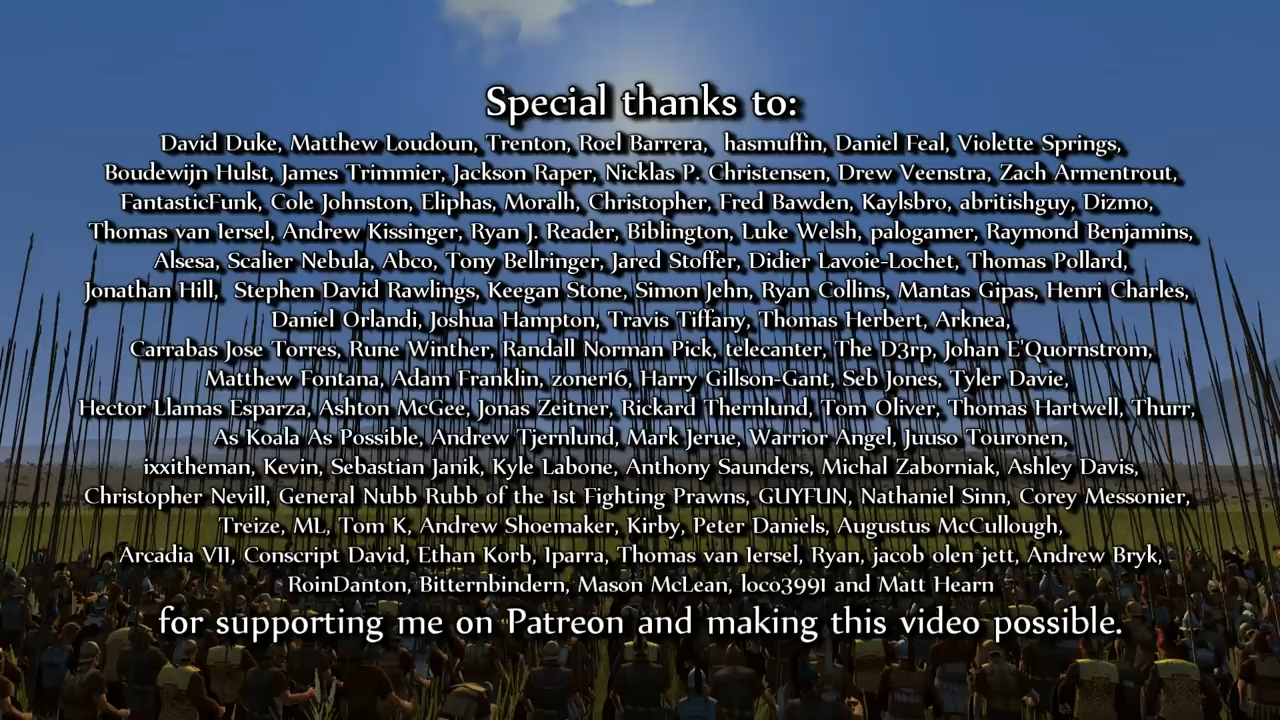 Special thanks to:
David Duke, Matthew Loudoun, Trenton, Roel Barrera,  hasmuffin, Daniel Feal, Violette Springs,
Boudewijn Hulst, James Trimmier, Jackson Raper, Nicklas P. Christensen, Drew Veenstra, Zach Armentrout,
FantasticFunk, Cole Johnston, Eliphas, Moralh, Christopher, Fred Bawden, Kaylsbro, abritishguy, Dizmo,
Thomas van Iersel, Andrew Kissinger, Ryan J. Reader, Biblington, Luke Welsh, palogamer, Raymond Benjamins,
Alsesa, Scalier Nebula, Abco, Tony Bellringer, Jared Stoffer, Didier Lavoie-Lochet, Thomas Pollard,
Jonathan Hill,  Stephen David Rawlings, Keegan Stone, Simon Jehn, Ryan Collins, Mantas Gipas, Henri Charles,
Daniel Orlandi, Joshua Hampton, Travis Tiffany, Thomas Herbert, Arknea,
Carrabas Jose Torres, Rune Winther, Randall Norman Pick, telecanter, The D3rp, Johan E'Quornstrom,
Matthew Fontana, Adam Franklin, zoner16, Harry Gillson-Gant, Seb Jones, Tyler Davie,
Hector Llamas Esparza, Ashton McGee, Jonas Zeitner, Rickard Thernlund, Tom Oliver, Thomas Hartwell, Thurr,
As Koala As Possible, Andrew Tjernlund, Mark Jerue, Warrior Angel, Juuso Touronen,
ixxitheman, Kevin, Sebastian Janik, Kyle Labone, Anthony Saunders, Michal Zaborniak, Ashley Davis,
Christopher Nevill, General Nubb Rubb of the 1st Fighting Prawns, GUYFUN, Nathaniel Sinn, Corey Messonier,
Treize, ML, Tom K, Andrew Shoemaker, Kirby, Peter Daniels, Augustus McCullough,
Arcadia VII, Conscript David, Ethan Korb, Iparra, Thomas van Iersel, Ryan, jacob olen jett, Andrew Bryk,
RoinDanton, Bitternbindern, Mason McLean, loco3991 and Matt Hearn
for supporting me on Patreon and making this video possible.